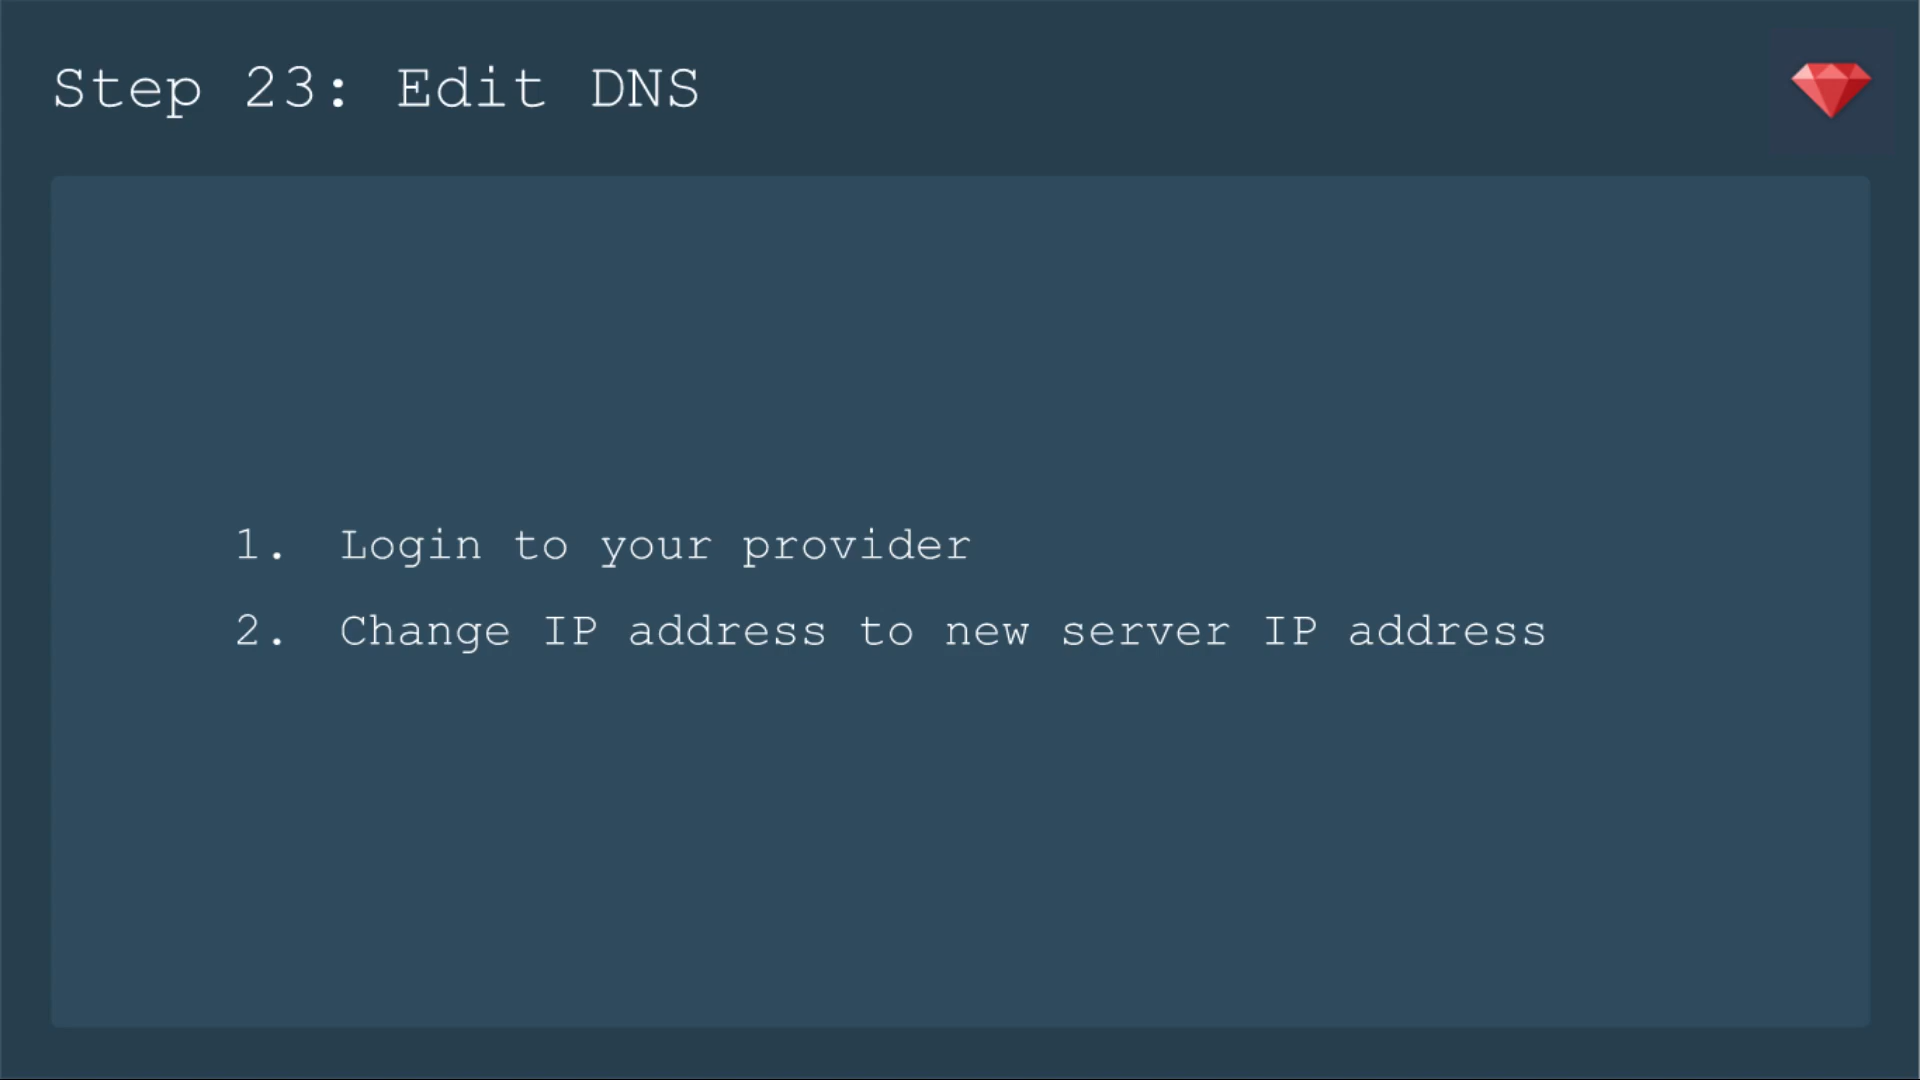 Step 23: Edit DNS
1. Login to your provider
2. Change IP address to new server IP address